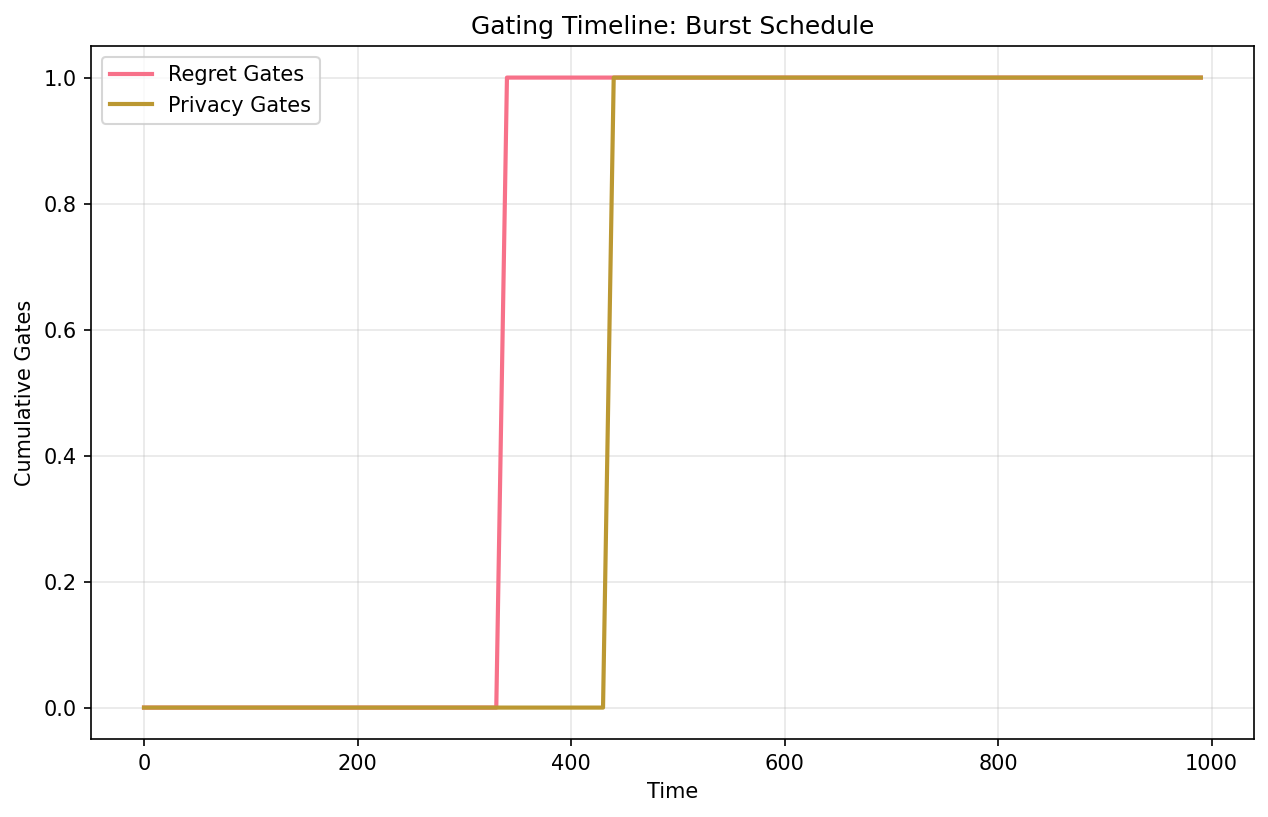 Gating Timeline: Burst Schedule
Regret Gates
Privacy Gates
1.0
0.8
0.6
0.4
0.2
0.0
Cumulative Gates
0 200 400 600 800 1000
Time